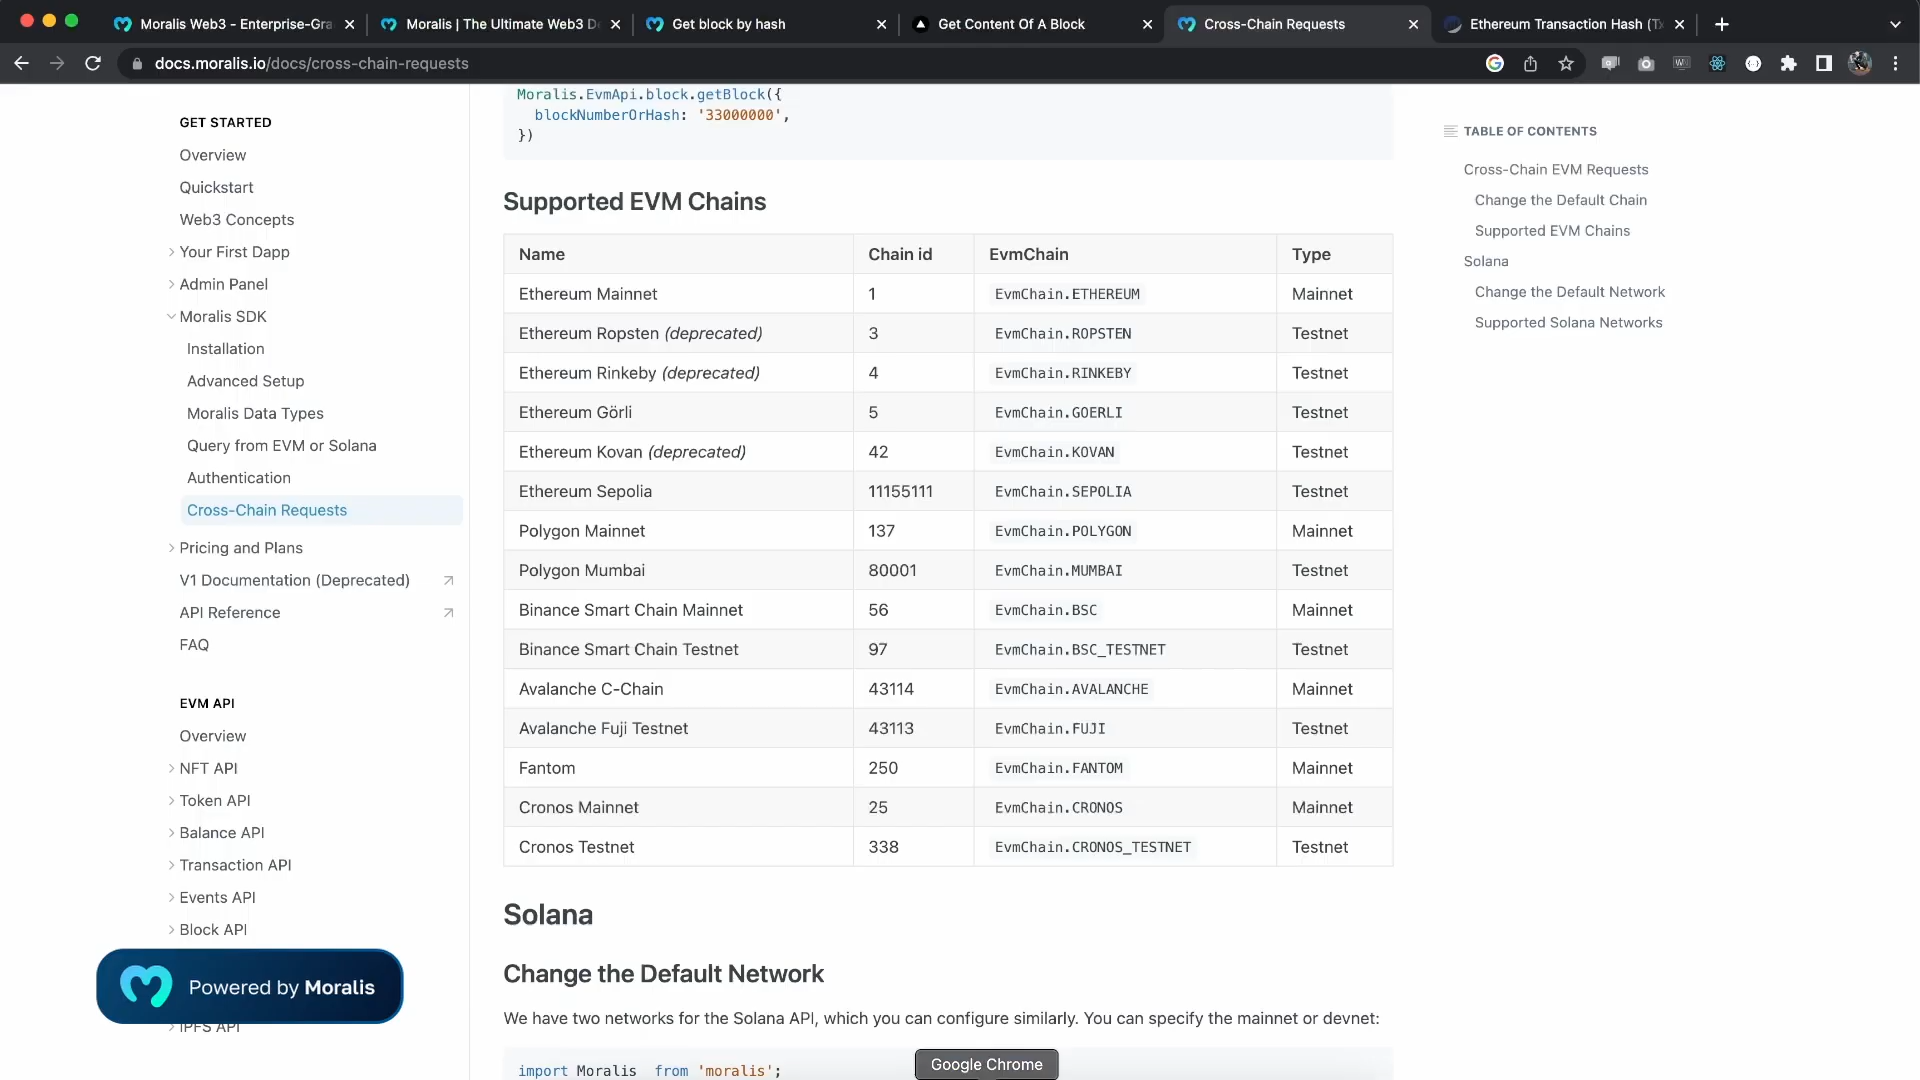 Moralis Web3 - Enterprise-Gra
Moralis | The Ultimate Web3 D
Get block by hash
Get Content Of A Block
Cross-Chain Requests
Ethereum Transaction Hash (Tx
docs.moralis.io/docs/cross-chain-requests
GET STARTED
Overview
Quickstart
Web3 Concepts
Your First Dapp
Admin Panel
Moralis SDK
Installation
Advanced Setup
Moralis Data Types
Query from EVM or Solana
Authentication
Cross-Chain Requests
Pricing and Plans
V1 Documentation (Deprecated)
API Reference
FAQ
EVM API
Overview
NFT API
Token API
Balance API
Transaction API
Events API
Block API
Powered by Moralis
IPFS API
Moralis.EvmApi.block.getBlock({
blockNumberOrHash: '33000000',
})
Supported EVM Chains
Name Chain id EvmChain Type
Ethereum Mainnet 1 EvmChain.ETHEREUM Mainnet
Ethereum Ropsten (deprecated) 3 EvmChain.ROPSTEN Testnet
Ethereum Rinkeby (deprecated) 4 EvmChain.RINKEBY Testnet
Ethereum Görli 5 EvmChain.GOERLI Testnet
Ethereum Kovan (deprecated) 42 EvmChain.KOVAN Testnet
Ethereum Sepolia 11155111 EvmChain.SEPOLIA Testnet
Polygon Mainnet 137 EvmChain.POLYGON Mainnet
Polygon Mumbai 80001 EvmChain.MUMBAI Testnet
Binance Smart Chain Mainnet 56 EvmChain.BSC Mainnet
Binance Smart Chain Testnet 97 EvmChain.BSC_TESTNET Testnet
Avalanche C-Chain 43114 EvmChain.AVALANCHE Mainnet
Avalanche Fuji Testnet 43113 EvmChain.FUJI Testnet
Fantom 250 EvmChain.FANTOM Mainnet
Cronos Mainnet 25 EvmChain.CRONOS Mainnet
Cronos Testnet 338 EvmChain.CRONOS_TESTNET Testnet
Solana
Change the Default Network
We have two networks for the Solana API, which you can configure similarly. You can specify the mainnet or devnet:
import Moralis from 'moralis';
Google Chrome
TABLE OF CONTENTS
Cross-Chain EVM Requests
Change the Default Chain
Supported EVM Chains
Solana
Change the Default Network
Supported Solana Networks